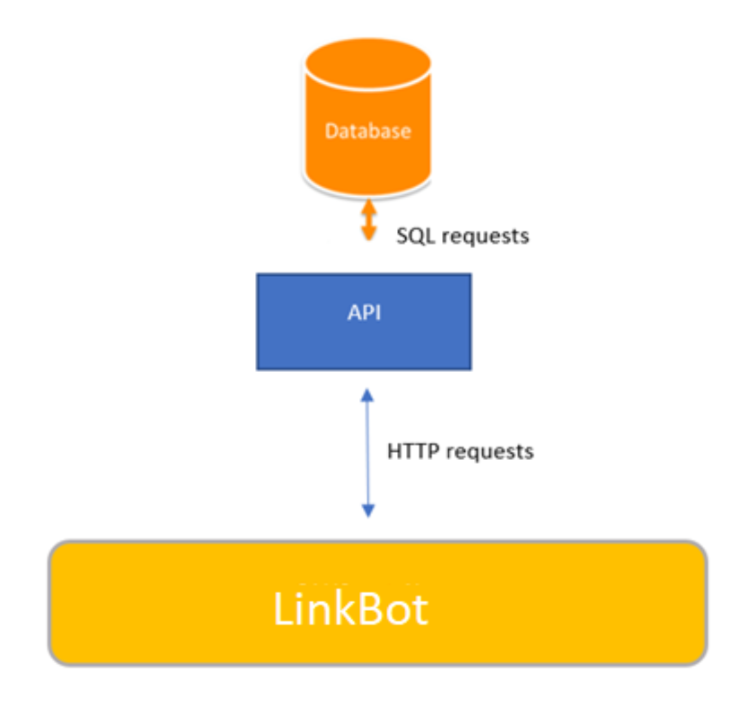 Database
SQL requests
API
HTTP requests
LinkBot